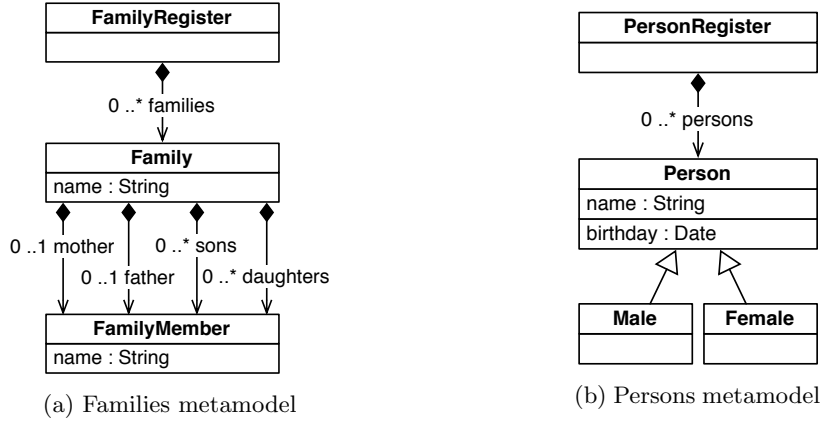 FamilyRegister
0 ..* families
Family
name : String
0 ..1 mother
0 ..* sons
0 ..1 father
0 ..* daughters
FamilyMember
name : String
(a) Families metamodel
PersonRegister
0 ..* persons
Person
name : String
birthday : Date
Male
Female
(b) Persons metamodel